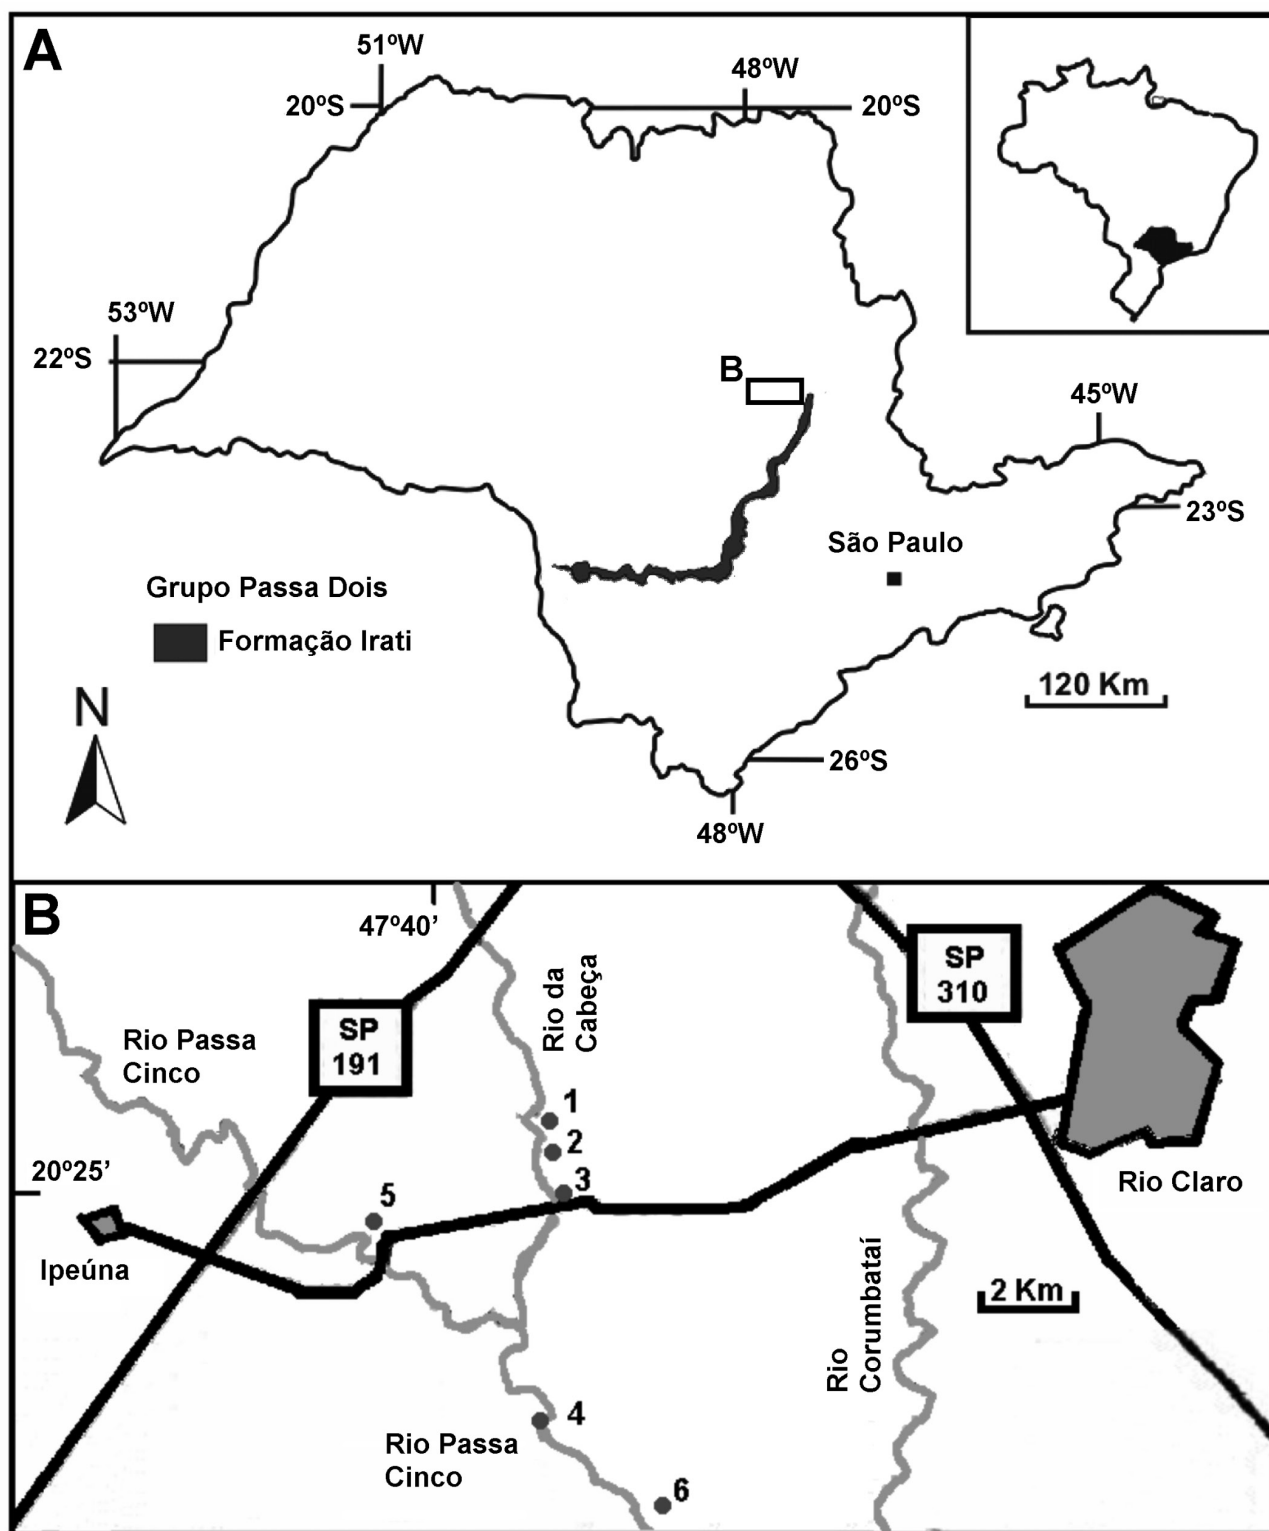 A
51ºW
48ºW
20ºS
20ºS
53ºW
22ºS
B
45ºW
23ºS
São Paulo
Grupo Passa Dois
Formação Irati
120 Km
N
26ºS
48ºW
B
47º40’
Rio da
Cabeça
SP
310
SP
191
Rio Passa
Cinco
1
2
3
20º25’
5
Rio Claro
Ipeúna
2 Km
Rio
Corumbataí
4
Rio Passa
Cinco
6